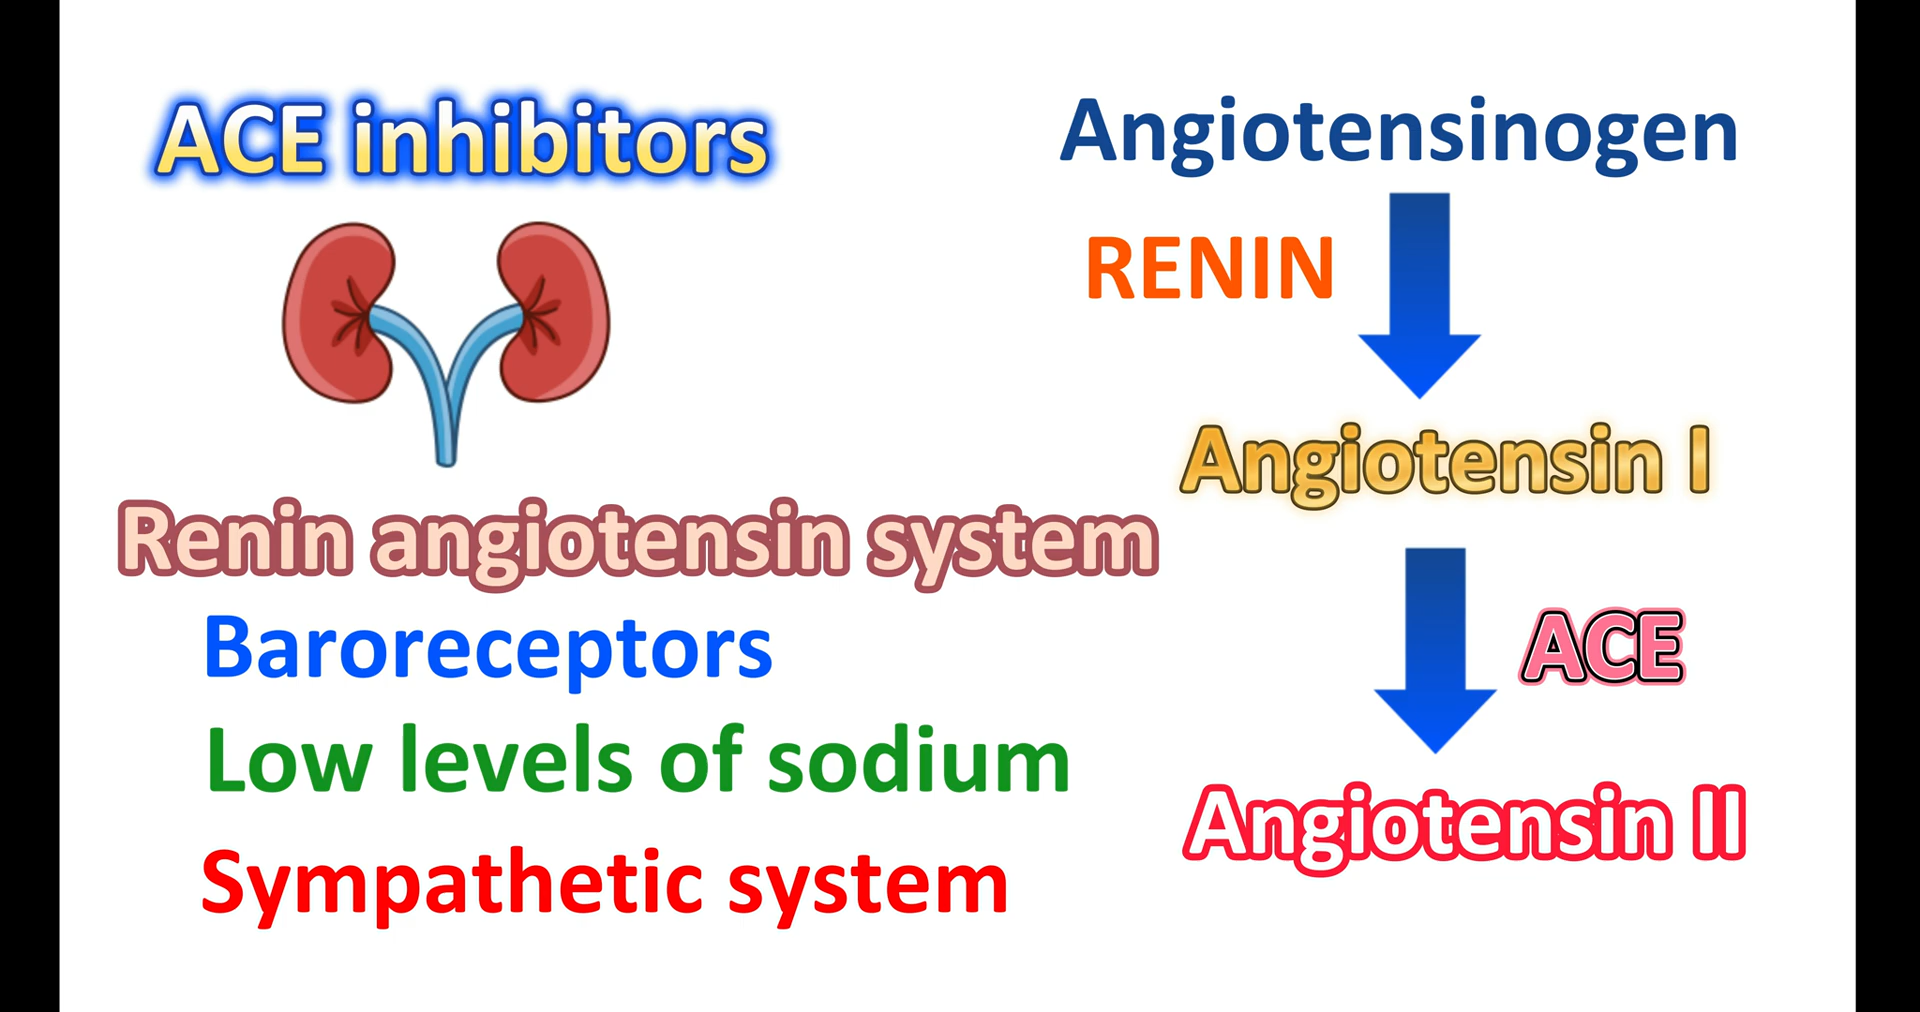 ACE inhibitors
Renin angiotensin system
Baroreceptors
Low levels of sodium
Sympathetic system
Angiotensinogen
RENIN
Angiotensin I
ACE
Angiotensin II